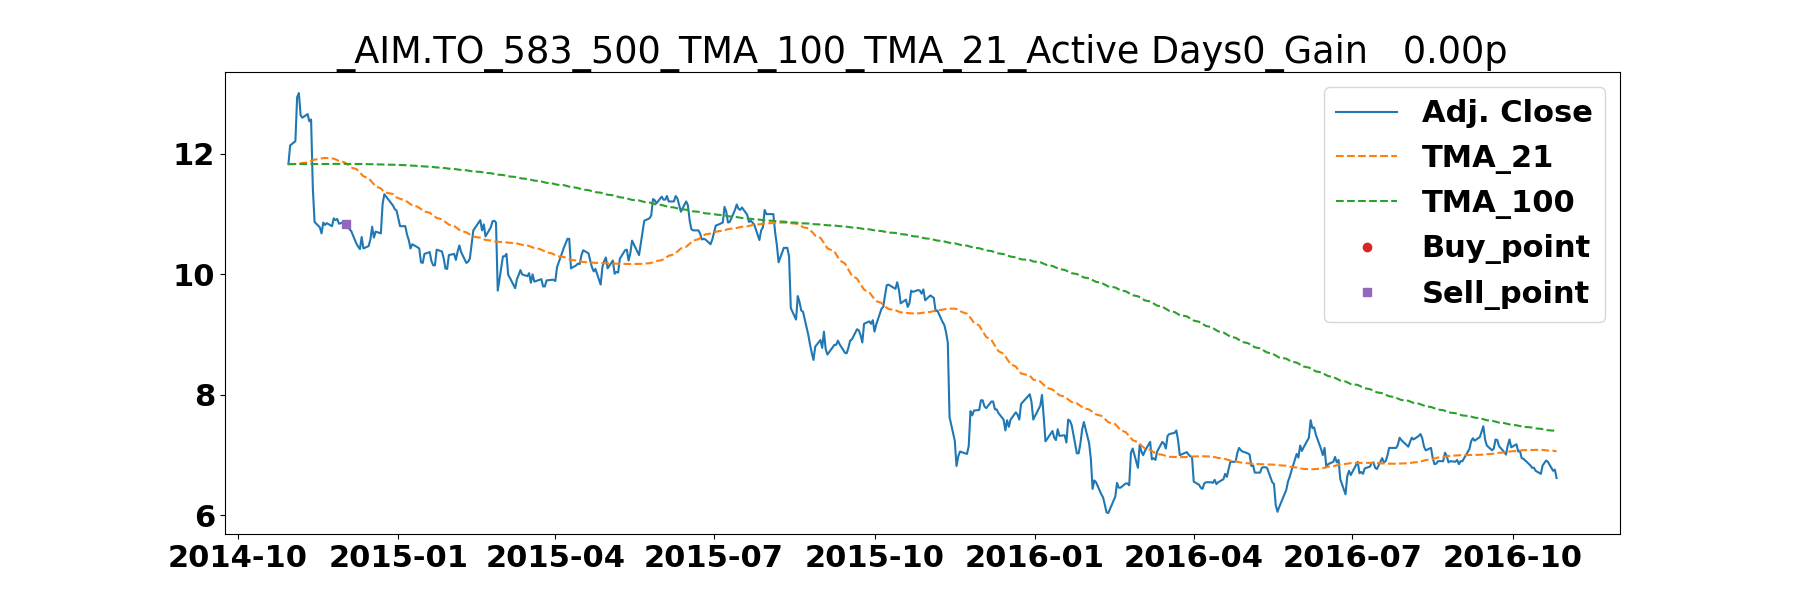 _AIM.TO_583_500_TMA_100_TMA_21_Active Days0_Gain   0.00p
Adj. Close
TMA_21
TMA_100
Buy_point
Sell_point
12
10
8
6
2014-10 2015-01 2015-04 2015-07 2015-10 2016-01 2016-04 2016-07 2016-10